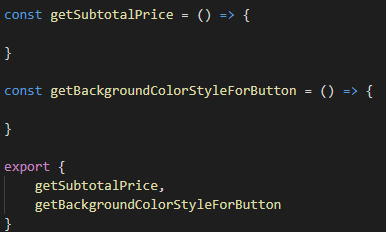 const getSubtotalPrice = () => {
}
const getBackgroundColorStyleForButton = () => {
}
export {
    getSubtotalPrice,
    getBackgroundColorStyleForButton
}